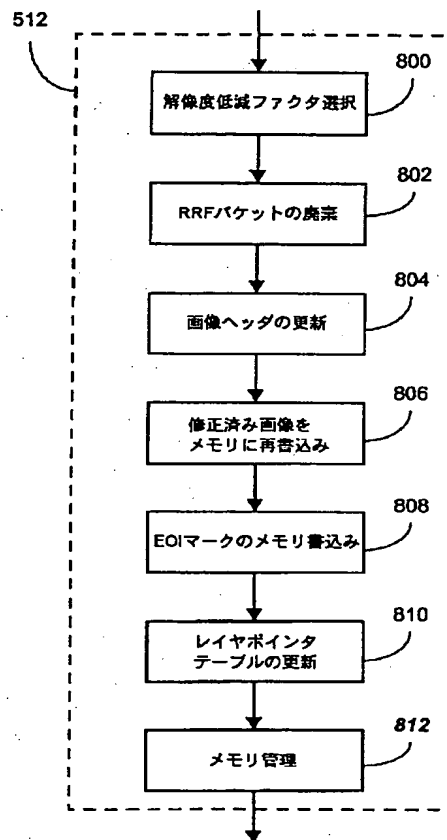 512
800
解像度低減ファクタ選択
802
RRFパケットの廃棄
804
画像ヘッダの更新
806
修正済み画像を
メモリに再書込み
808
EOIマークのメモリ書込み
810
レイヤポインタ
テーブルの更新
812
メモリ管理